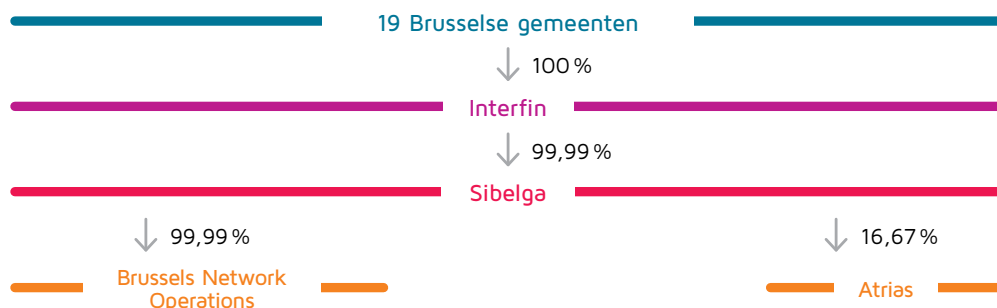 19 Brusselse gemeenten
100 %
Interfin
99,99 %
Sibelga
99,99 %
16,67 %
Brussels Network
Operations
Atrias